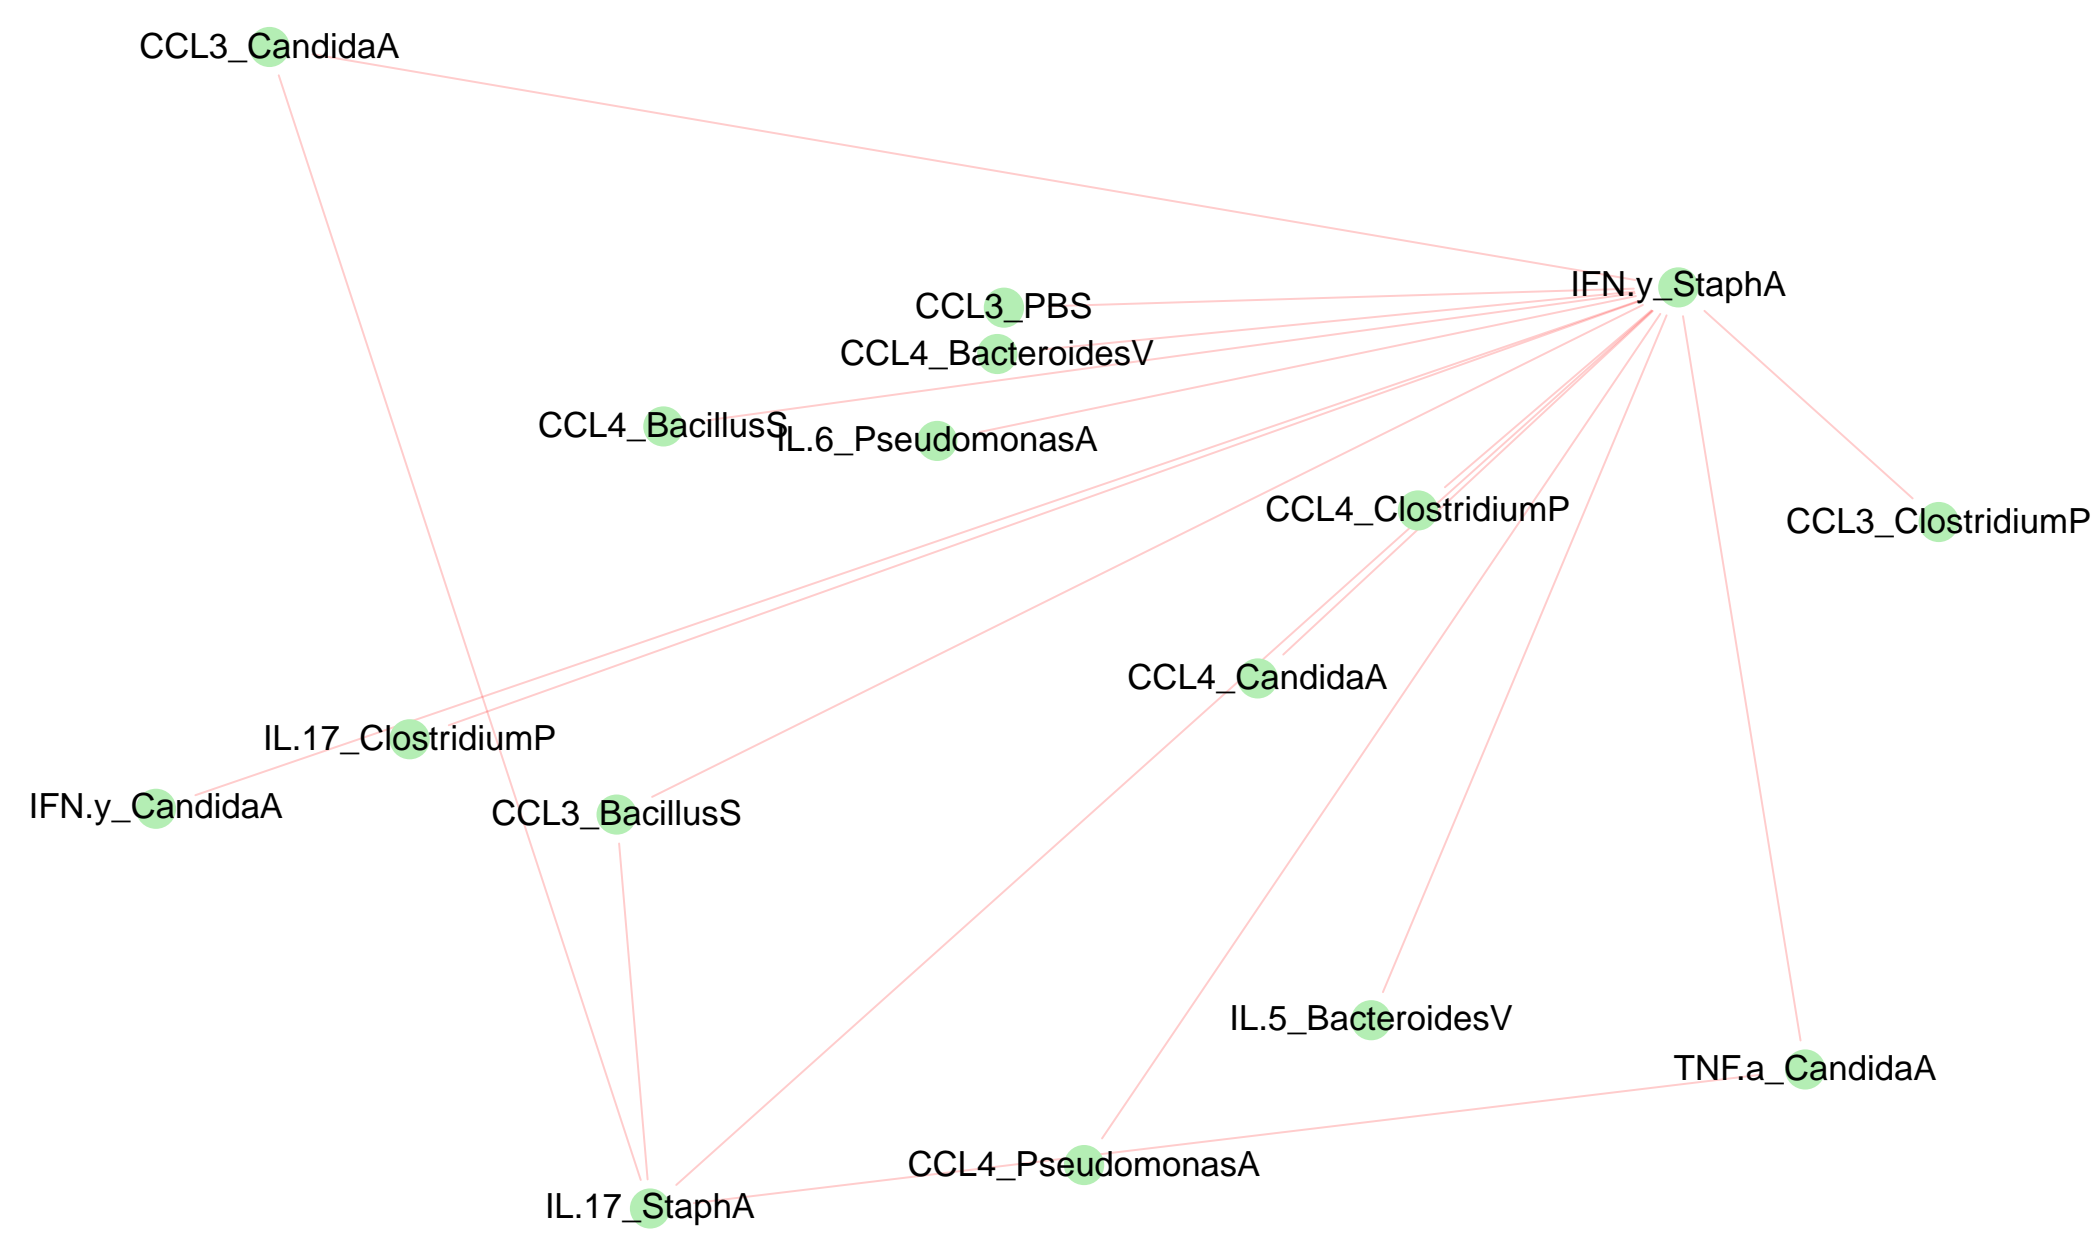 CCL3_CandidaA
IFN.y_StaphA
CCL3_PBS
CCL4_BacteroidesV
CCL4_BacillusS
IL.6_PseudomonasA
CCL4_ClostridiumP
CCL3_ClostridiumP
CCL4_CandidaA
IL.17_ClostridiumP
IFN.y_CandidaA
CCL3_BacillusS
IL.5_BacteroidesV
TNF.a_CandidaA
CCL4_PseudomonasA
IL.17_StaphA